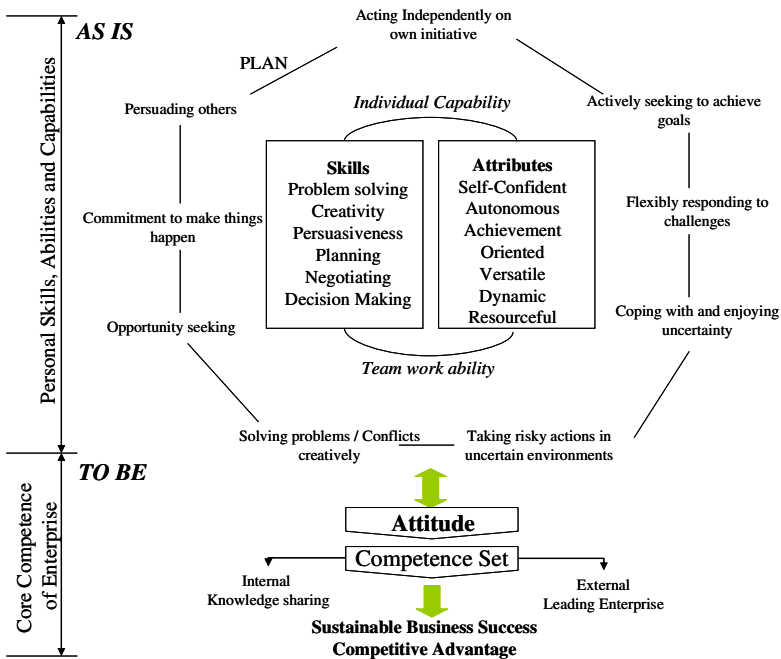 AS IS
Acting Independently on
own initiative
PLAN
Persuading others
Individual Capability
Actively seeking to achieve
goals
Personal Skills, Abilities and Capabilities
Skills
Problem solving
Creativity
Persuasiveness
Planning
Negotiating
Decision Making
Attributes
Self-Confident
Autonomous
Achievement
Oriented
Versatile
Dynamic
Resourceful
Commitment to make things
happen
Flexibly responding to
challenges
Opportunity seeking
Coping with and enjoying
uncertainty
Team work ability
Solving problems / Conflicts
creatively
Taking risky actions in
uncertain environments
TO BE
Core Competence
of Enterprise
Attitude
Competence Set
Internal
Knowledge sharing
External
Leading Enterprise
Sustainable Business Success
Competitive Advantage